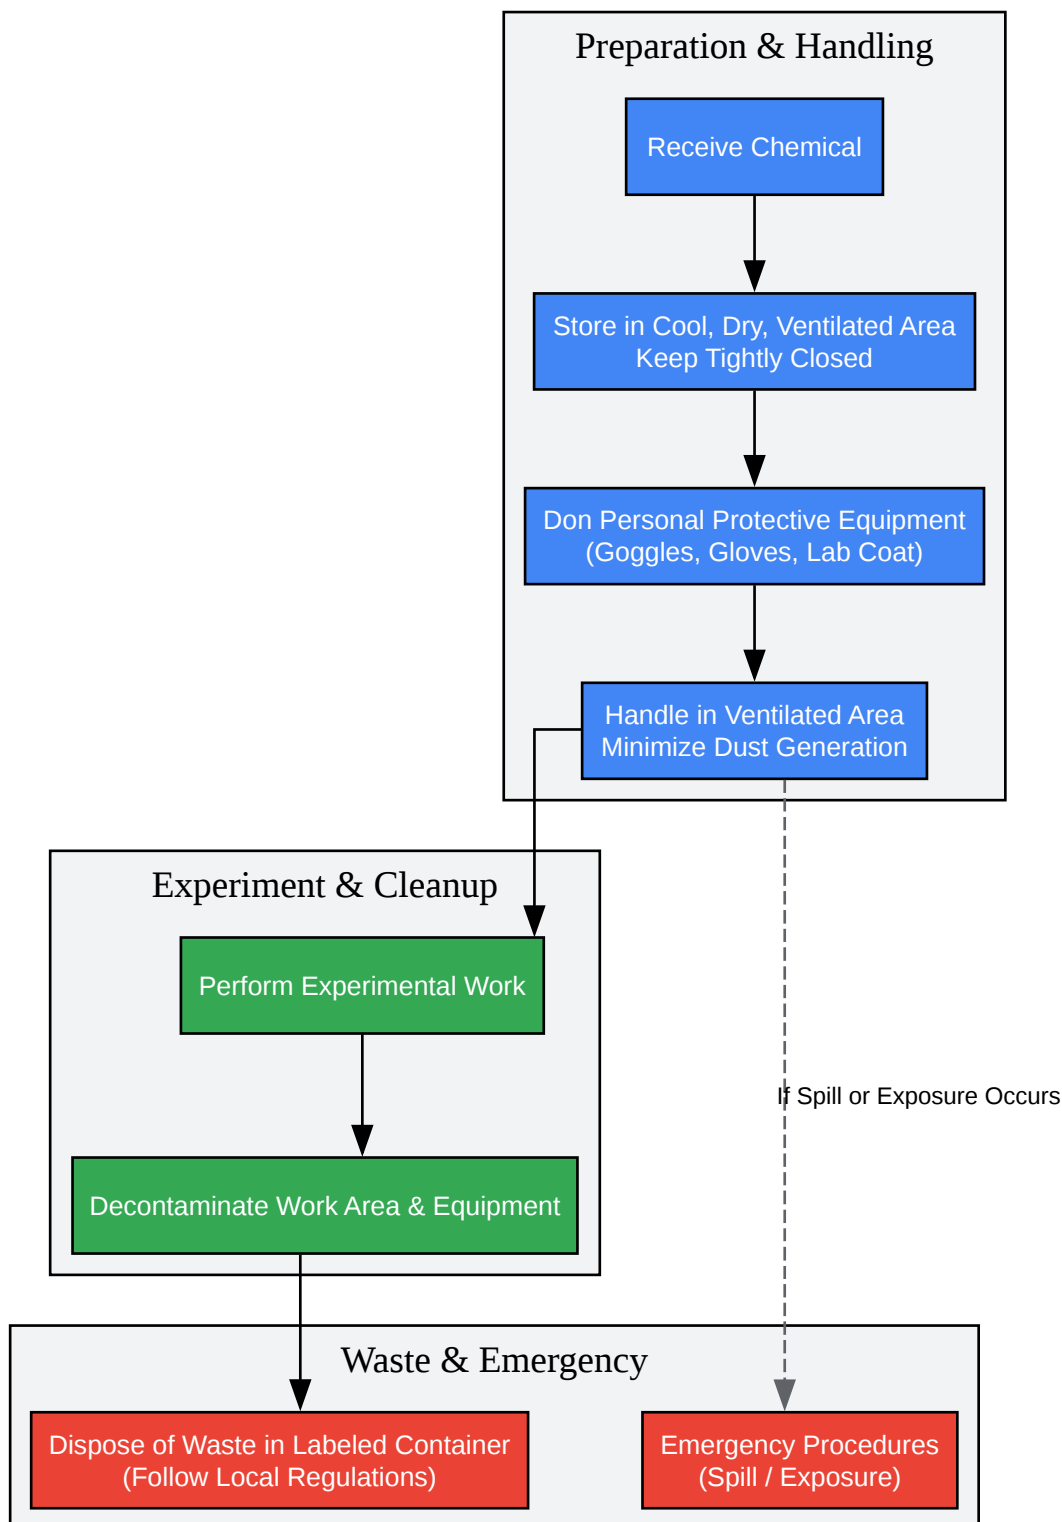 Preparation & Handling
Receive Chemical
Store in Cool, Dry, Ventilated Area
Keep Tightly Closed
Don Personal Protective Equipment
(Goggles, Gloves, Lab Coat)
Handle in Ventilated Area
Minimize Dust Generation
Experiment & Cleanup
Perform Experimental Work
If Spill or Exposure Occurs
Decontaminate Work Area & Equipment
Waste & Emergency
Dispose of Waste in Labeled Container
(Follow Local Regulations)
Emergency Procedures
(Spill / Exposure)